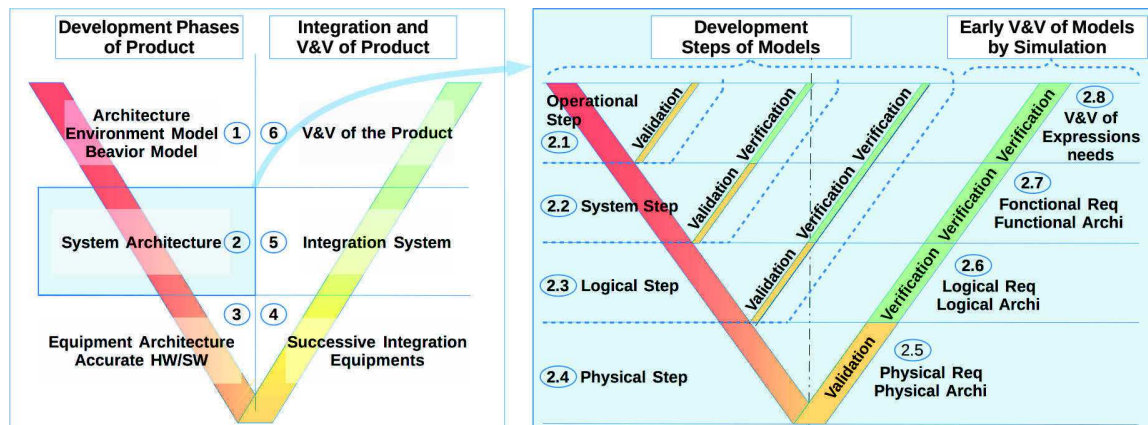 Development Phases
of Product
Integration and
V&V of Product
Architecture
Environment Model
Beavior Model
1
6
V&V of the Product
System Architecture
2
5
Integration System
3
4
Equipment Architecture
Accurate HW/SW
Successive Integration
Equipments
Development
Steps of Models
Early V&V of Models
by Simulation
Operational
Step
2.1
Validation
Verification
Verification
Verification
2.8
V&V of
Expressions
needs
2.2
System Step
Validation
Verification
Verification
2.7
Fonctional Req
Functional Archi
2.3
Logical Step
Validation
Verification
2.6
Logical Req
Logical Archi
2.4
Physical Step
Validation
2.5
Physical Req
Physical Archi